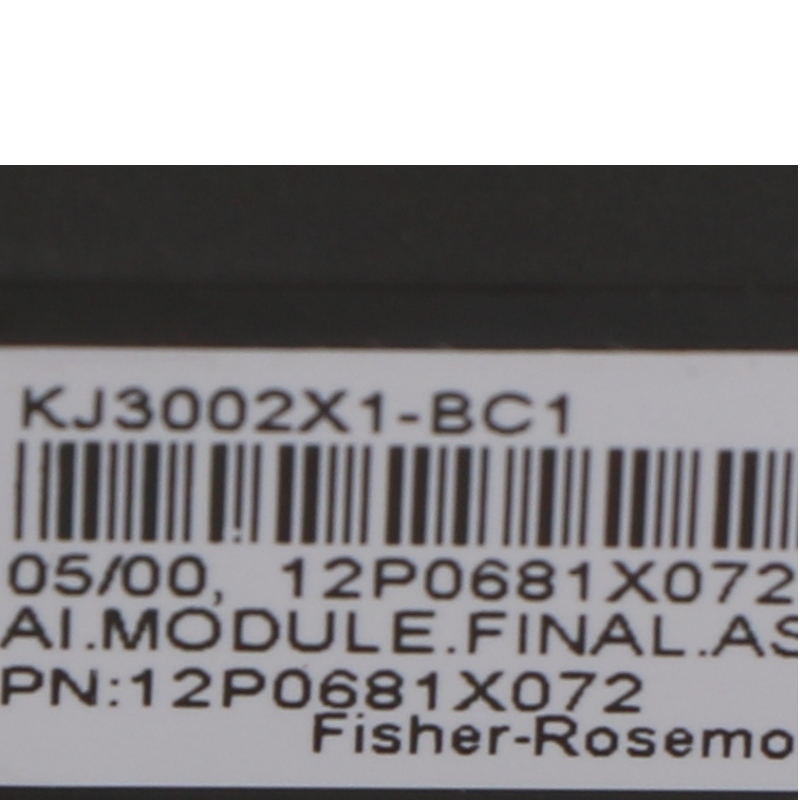 KJ3002X1-BC1
05/00, 12P0681X072
AI.MODULE.FINAL.AS
PN:12P0681X072
Fisher-Rosemo